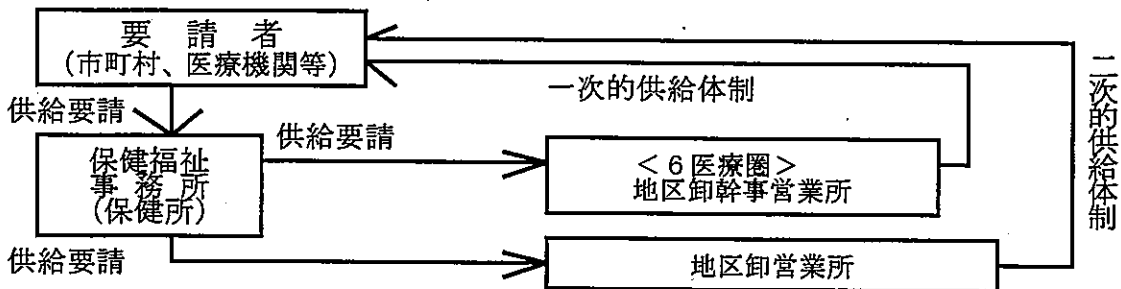 要請者
（市町村、医療機関等）
供給要請
一次的供給体制
二次的供給体制
供給要請
保健福祉
事務所
（保健所）
＜６医療圏＞
地区卸幹事営業所
供給要請
地区卸営業所